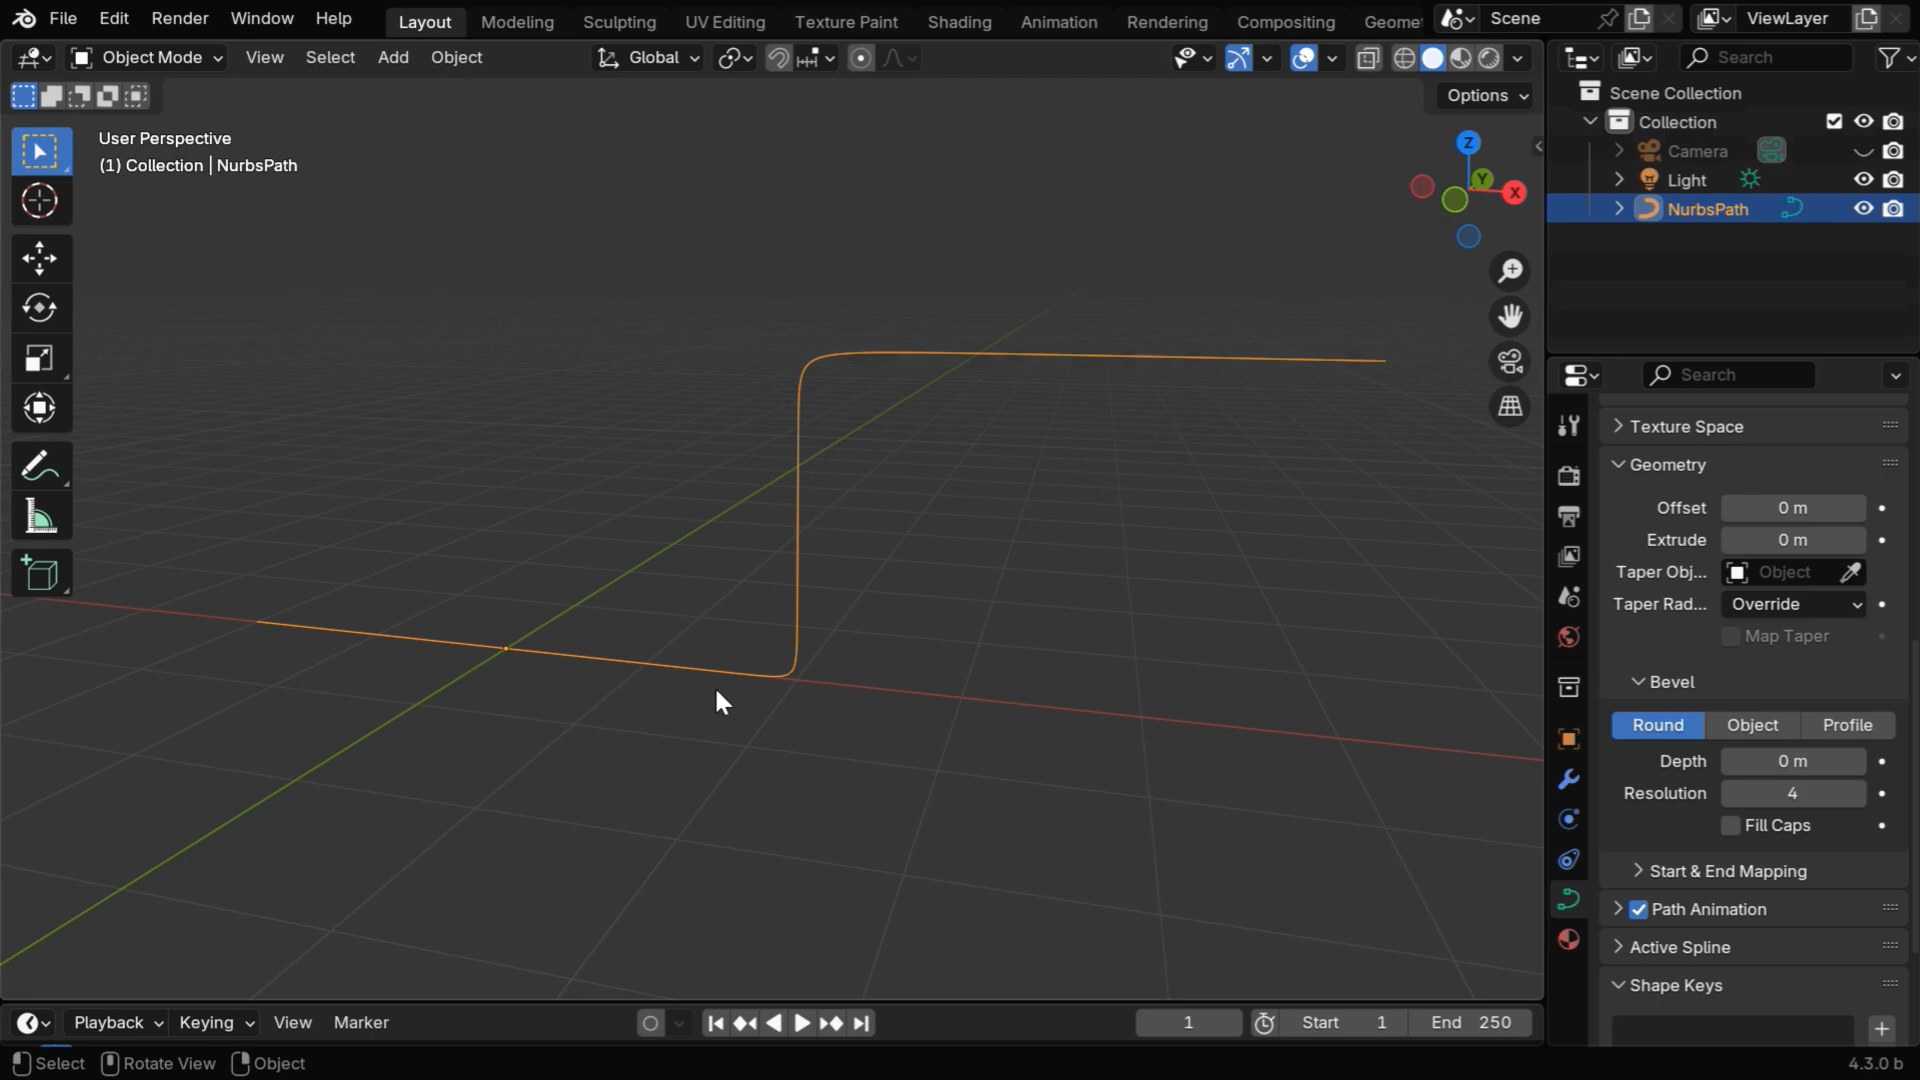 File Edit Render Window Help Layout Modeling Sculpting UV Editing Texture Paint Shading Animation Rendering Compositing Geome Scene ViewLayer
Object Mode View Select Add Object Global Search
Options
User Perspective
(1) Collection | NurbsPath
Z
Y
X
Scene Collection
Collection
Camera
Light
NurbsPath
Search
Texture Space
Geometry
Offset 0 m
Extrude 0 m
Taper Obj... Object
Taper Rad... Override
Map Taper
Bevel
Round Object Profile
Depth 0 m
Resolution 4
Fill Caps
Start & End Mapping
Path Animation
Active Spline
Shape Keys
Playback Keying View Marker 1 Start 1 End 250
Select Rotate View Object 4.3.0 b